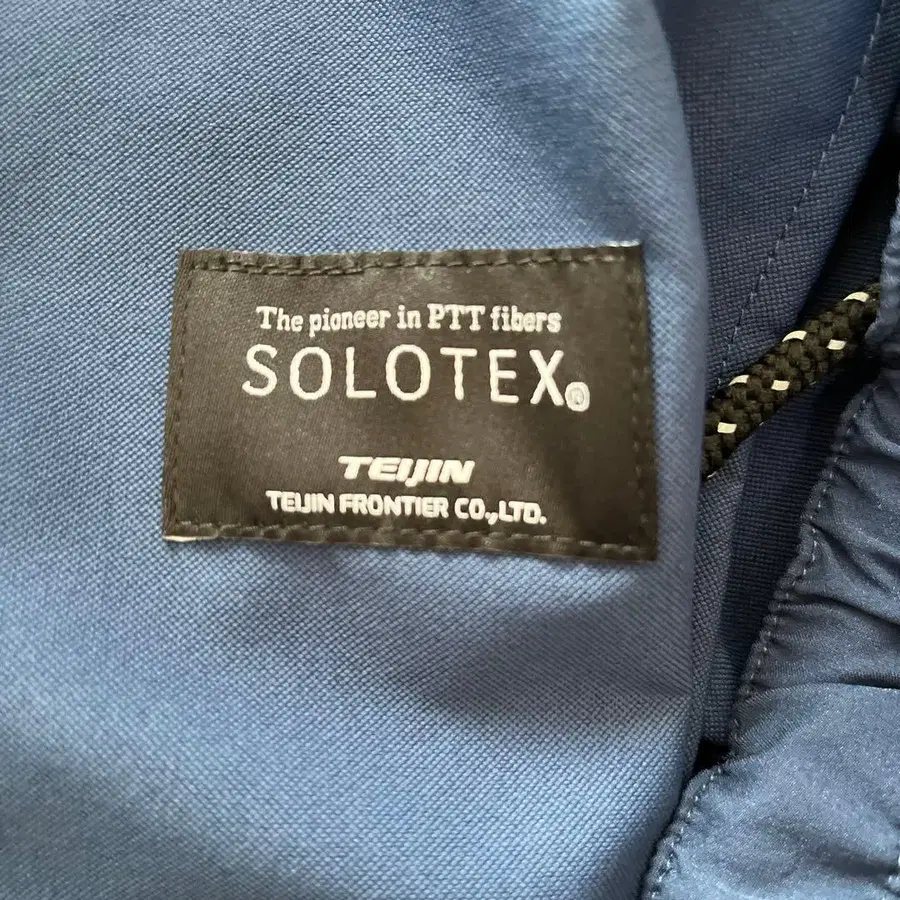 The pioneer in PTT fibers
SOLOTEX®
TEIJIN
TEIJIN FRONTIER CO.,LTD.